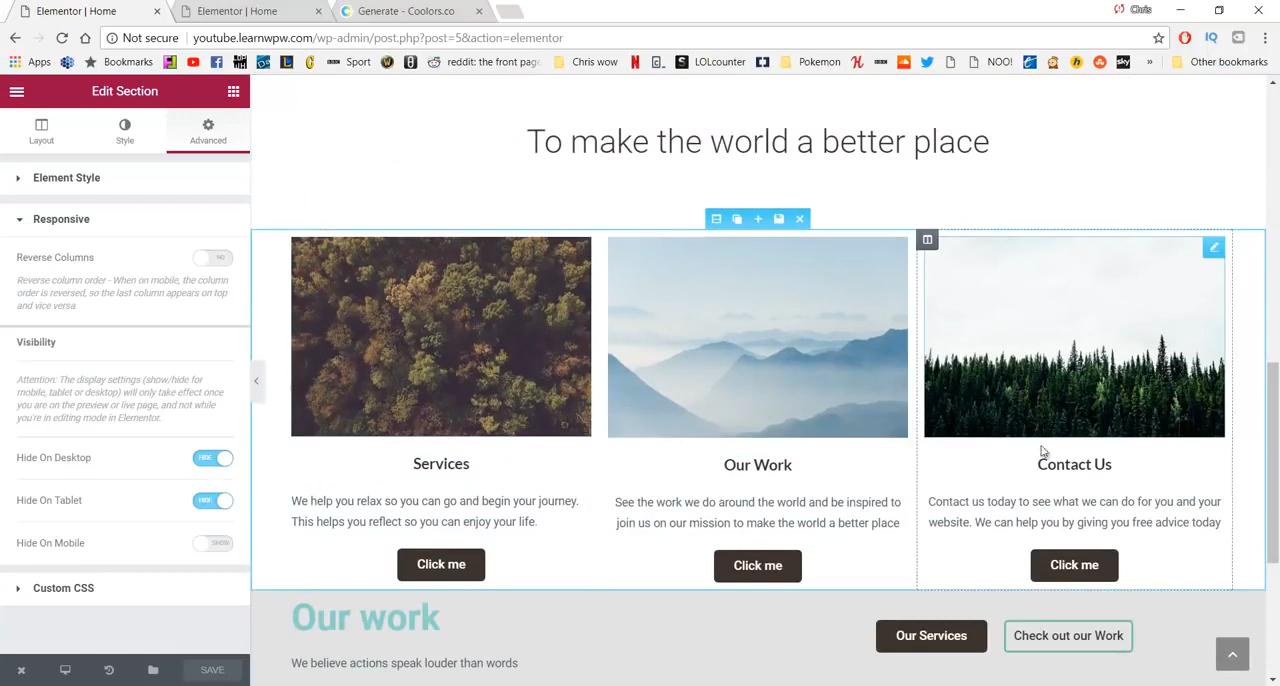 Elementor | Home
Elementor | Home
Generate - Coolors.co
Chris
Not secure
youtube.learnwpw.com/wp-admin/post.php?post=5&action=elementor
Apps
Bookmarks
Sport
reddit: the front pag
Chris wow
LOLcounter
Pokemon
NOO!
sky
»
Other bookmarks
Edit Section
Layout
Style
Advanced
Element Style
Responsive
Reverse Columns
NO
Reverse column order - When on mobile, the column
order is reversed, so the last column appears on top
and vice versa.
Visibility
Attention: The display settings (show/hide for
mobile, tablet or desktop) will only take effect once
you are on the preview or live page, and not while
you're in editing mode in Elementor.
Hide On Desktop
HIDE
Hide On Tablet
HIDE
Hide On Mobile
SHOW
Custom CSS
SAVE
To make the world a better place
Services
We help you relax so you can go and begin your journey.
This helps you reflect so you can enjoy your life.
Click me
Our Work
See the work we do around the world and be inspired to
join us on our mission to make the world a better place
Click me
Contact Us
Contact us today to see what we can do for you and your
website. We can help you by giving you free advice today
Click me
Our work
We believe actions speak louder than words
Our Services
Check out our Work